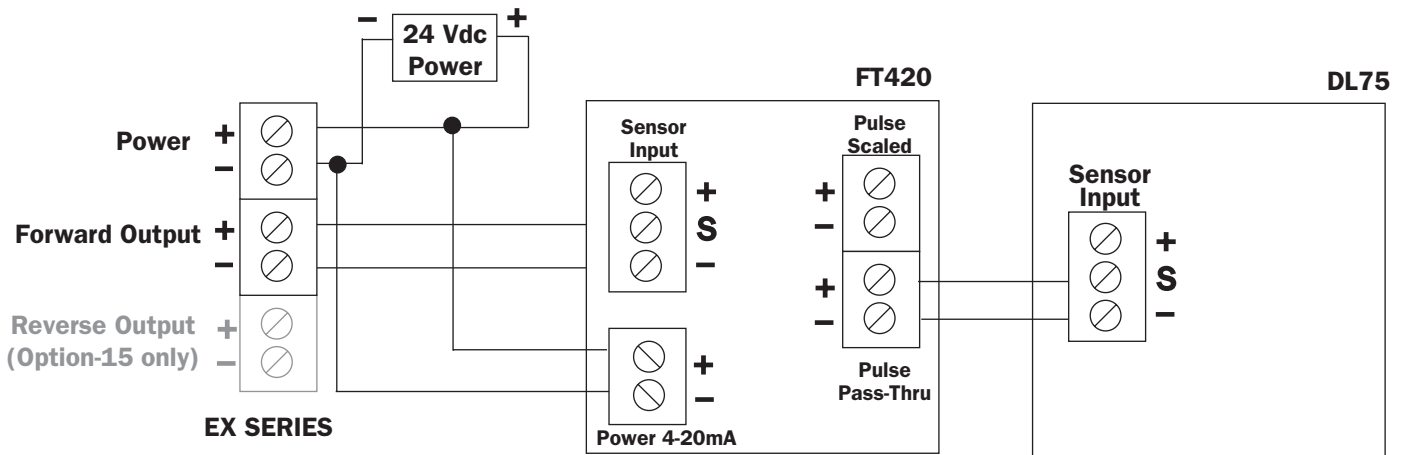 − 24 Vdc +
Power
FT420
DL75
Power + −
Sensor
Input
+
S
−
Pulse
Scaled
+
−
Sensor
Input
+
S
−
Forward Output + −
+
−
Pulse
Pass-Thru
Reverse Output +
(Option-15 only) −
+
−
EX SERIES
Power 4-20mA